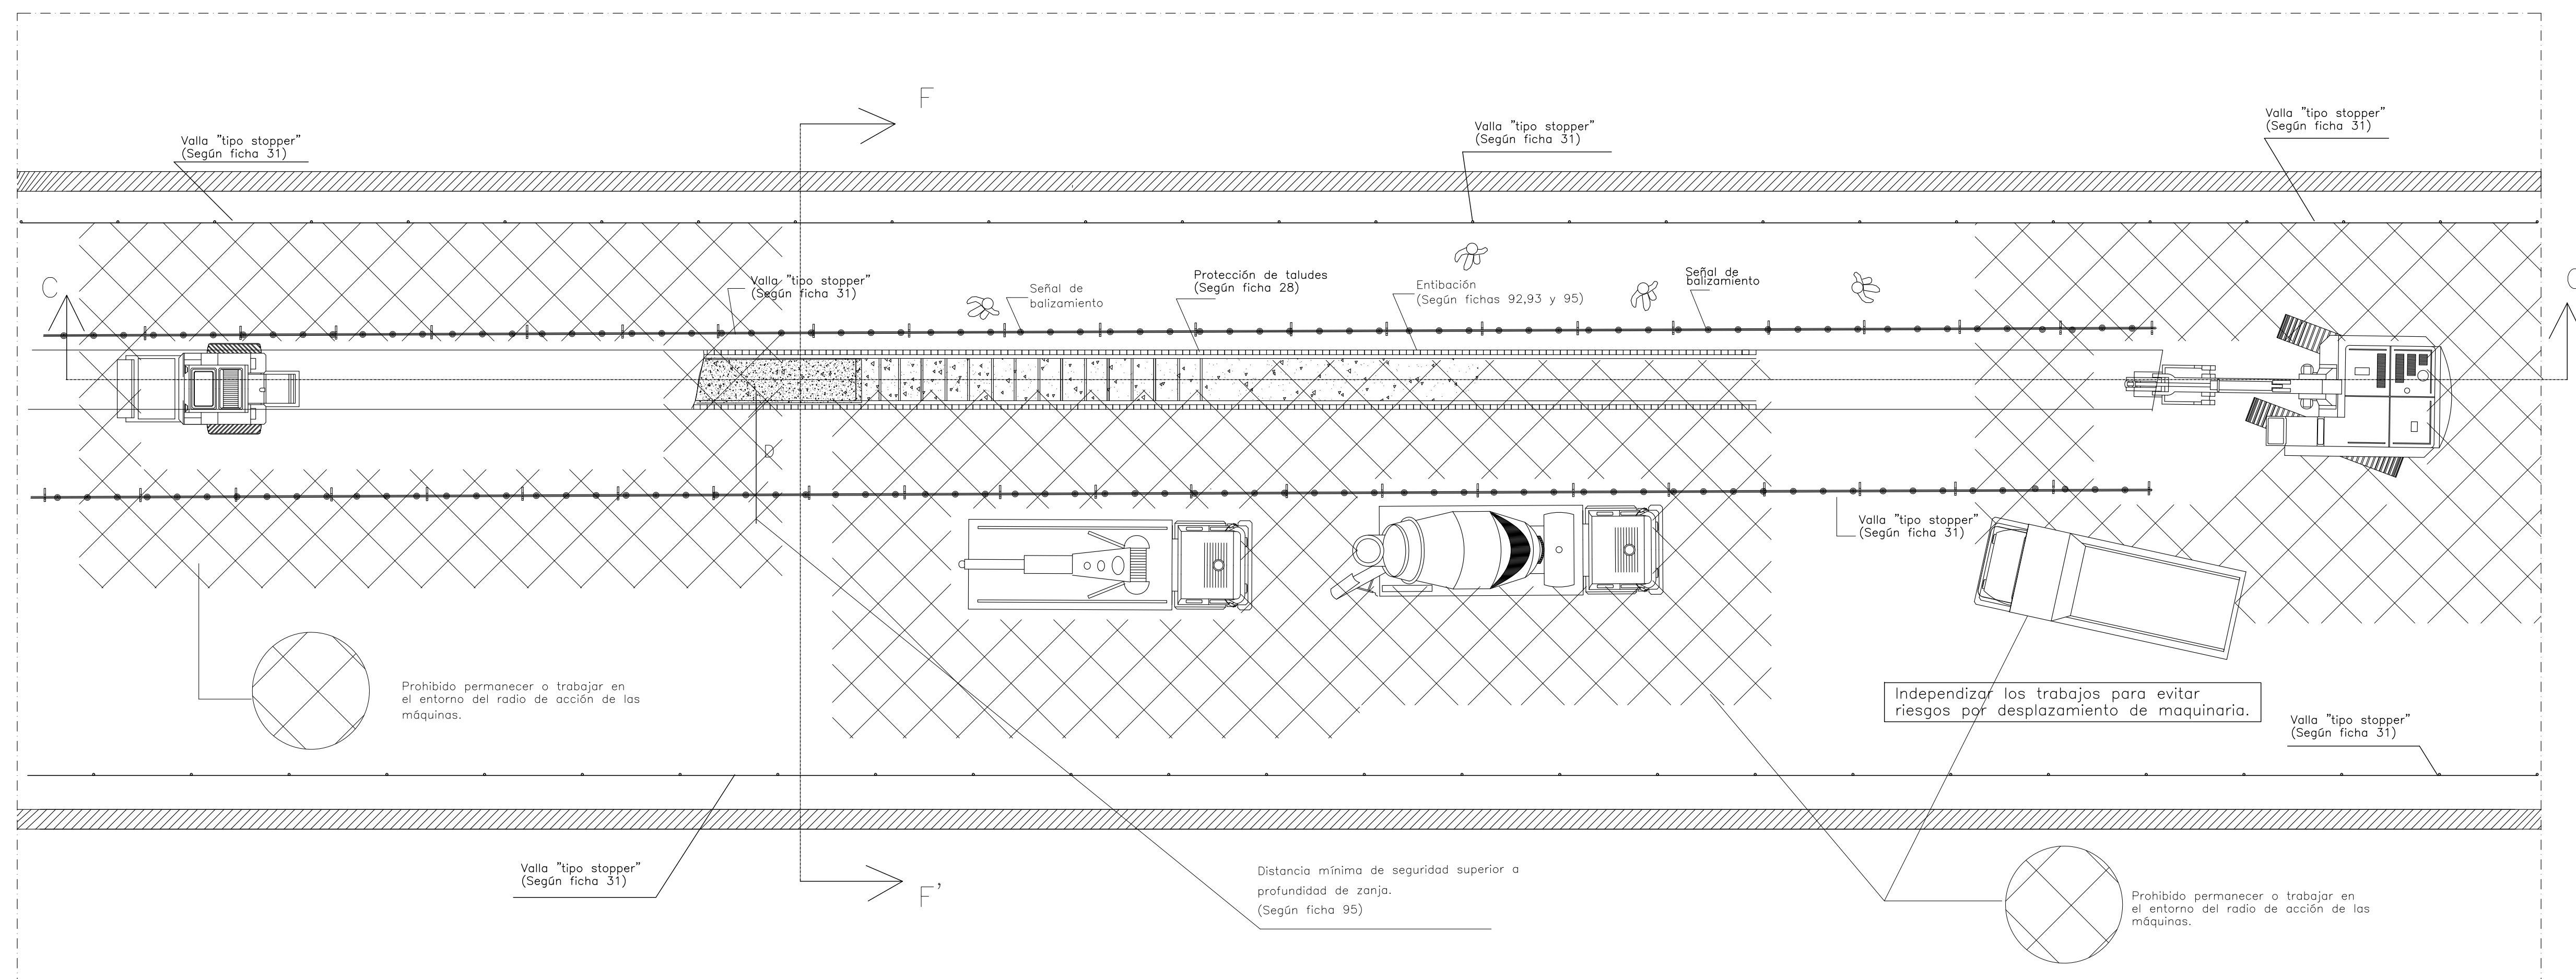 F
Valla "tipo stopper"
(Según ficha 31)
Valla "tipo stopper"
(Según ficha 31)
Valla "tipo stopper"
(Según ficha 31)
C
Valla "tipo stopper"
(Según ficha 31)
Señal de
balizamiento
Protección de taludes
(Según ficha 28)
Entibación
(Según fichas 92,93 y 95)
Señal de
balizamiento
D
Valla "tipo stopper"
(Según ficha 31)
Prohibido permanecer o trabajar en
el entorno del radio de acción de las
máquinas.
Independizar los trabajos para evitar
riesgos por desplazamiento de maquinaria.
Valla "tipo stopper"
(Según ficha 31)
Valla "tipo stopper"
(Según ficha 31)
F'
Distancia mínima de seguridad superior a
profundidad de zanja.
(Según ficha 95)
Prohibido permanecer o trabajar en
el entorno del radio de acción de las
máquinas.